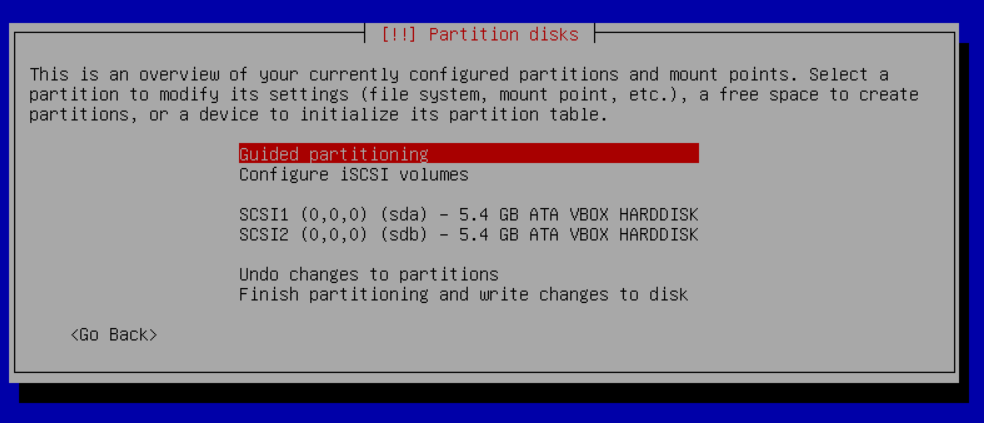 [!!] Partition disks
This is an overview of your currently configured partitions and mount points. Select a
partition to modify its settings (file system, mount point, etc.), a free space to create
partitions, or a device to initialize its partition table.
Guided partitioning
Configure iSCSI volumes
SCSI1 (0,0,0) (sda) - 5.4 GB ATA VBOX HARDDISK
SCSI2 (0,0,0) (sdb) - 5.4 GB ATA VBOX HARDDISK
Undo changes to partitions
Finish partitioning and write changes to disk
<Go Back>